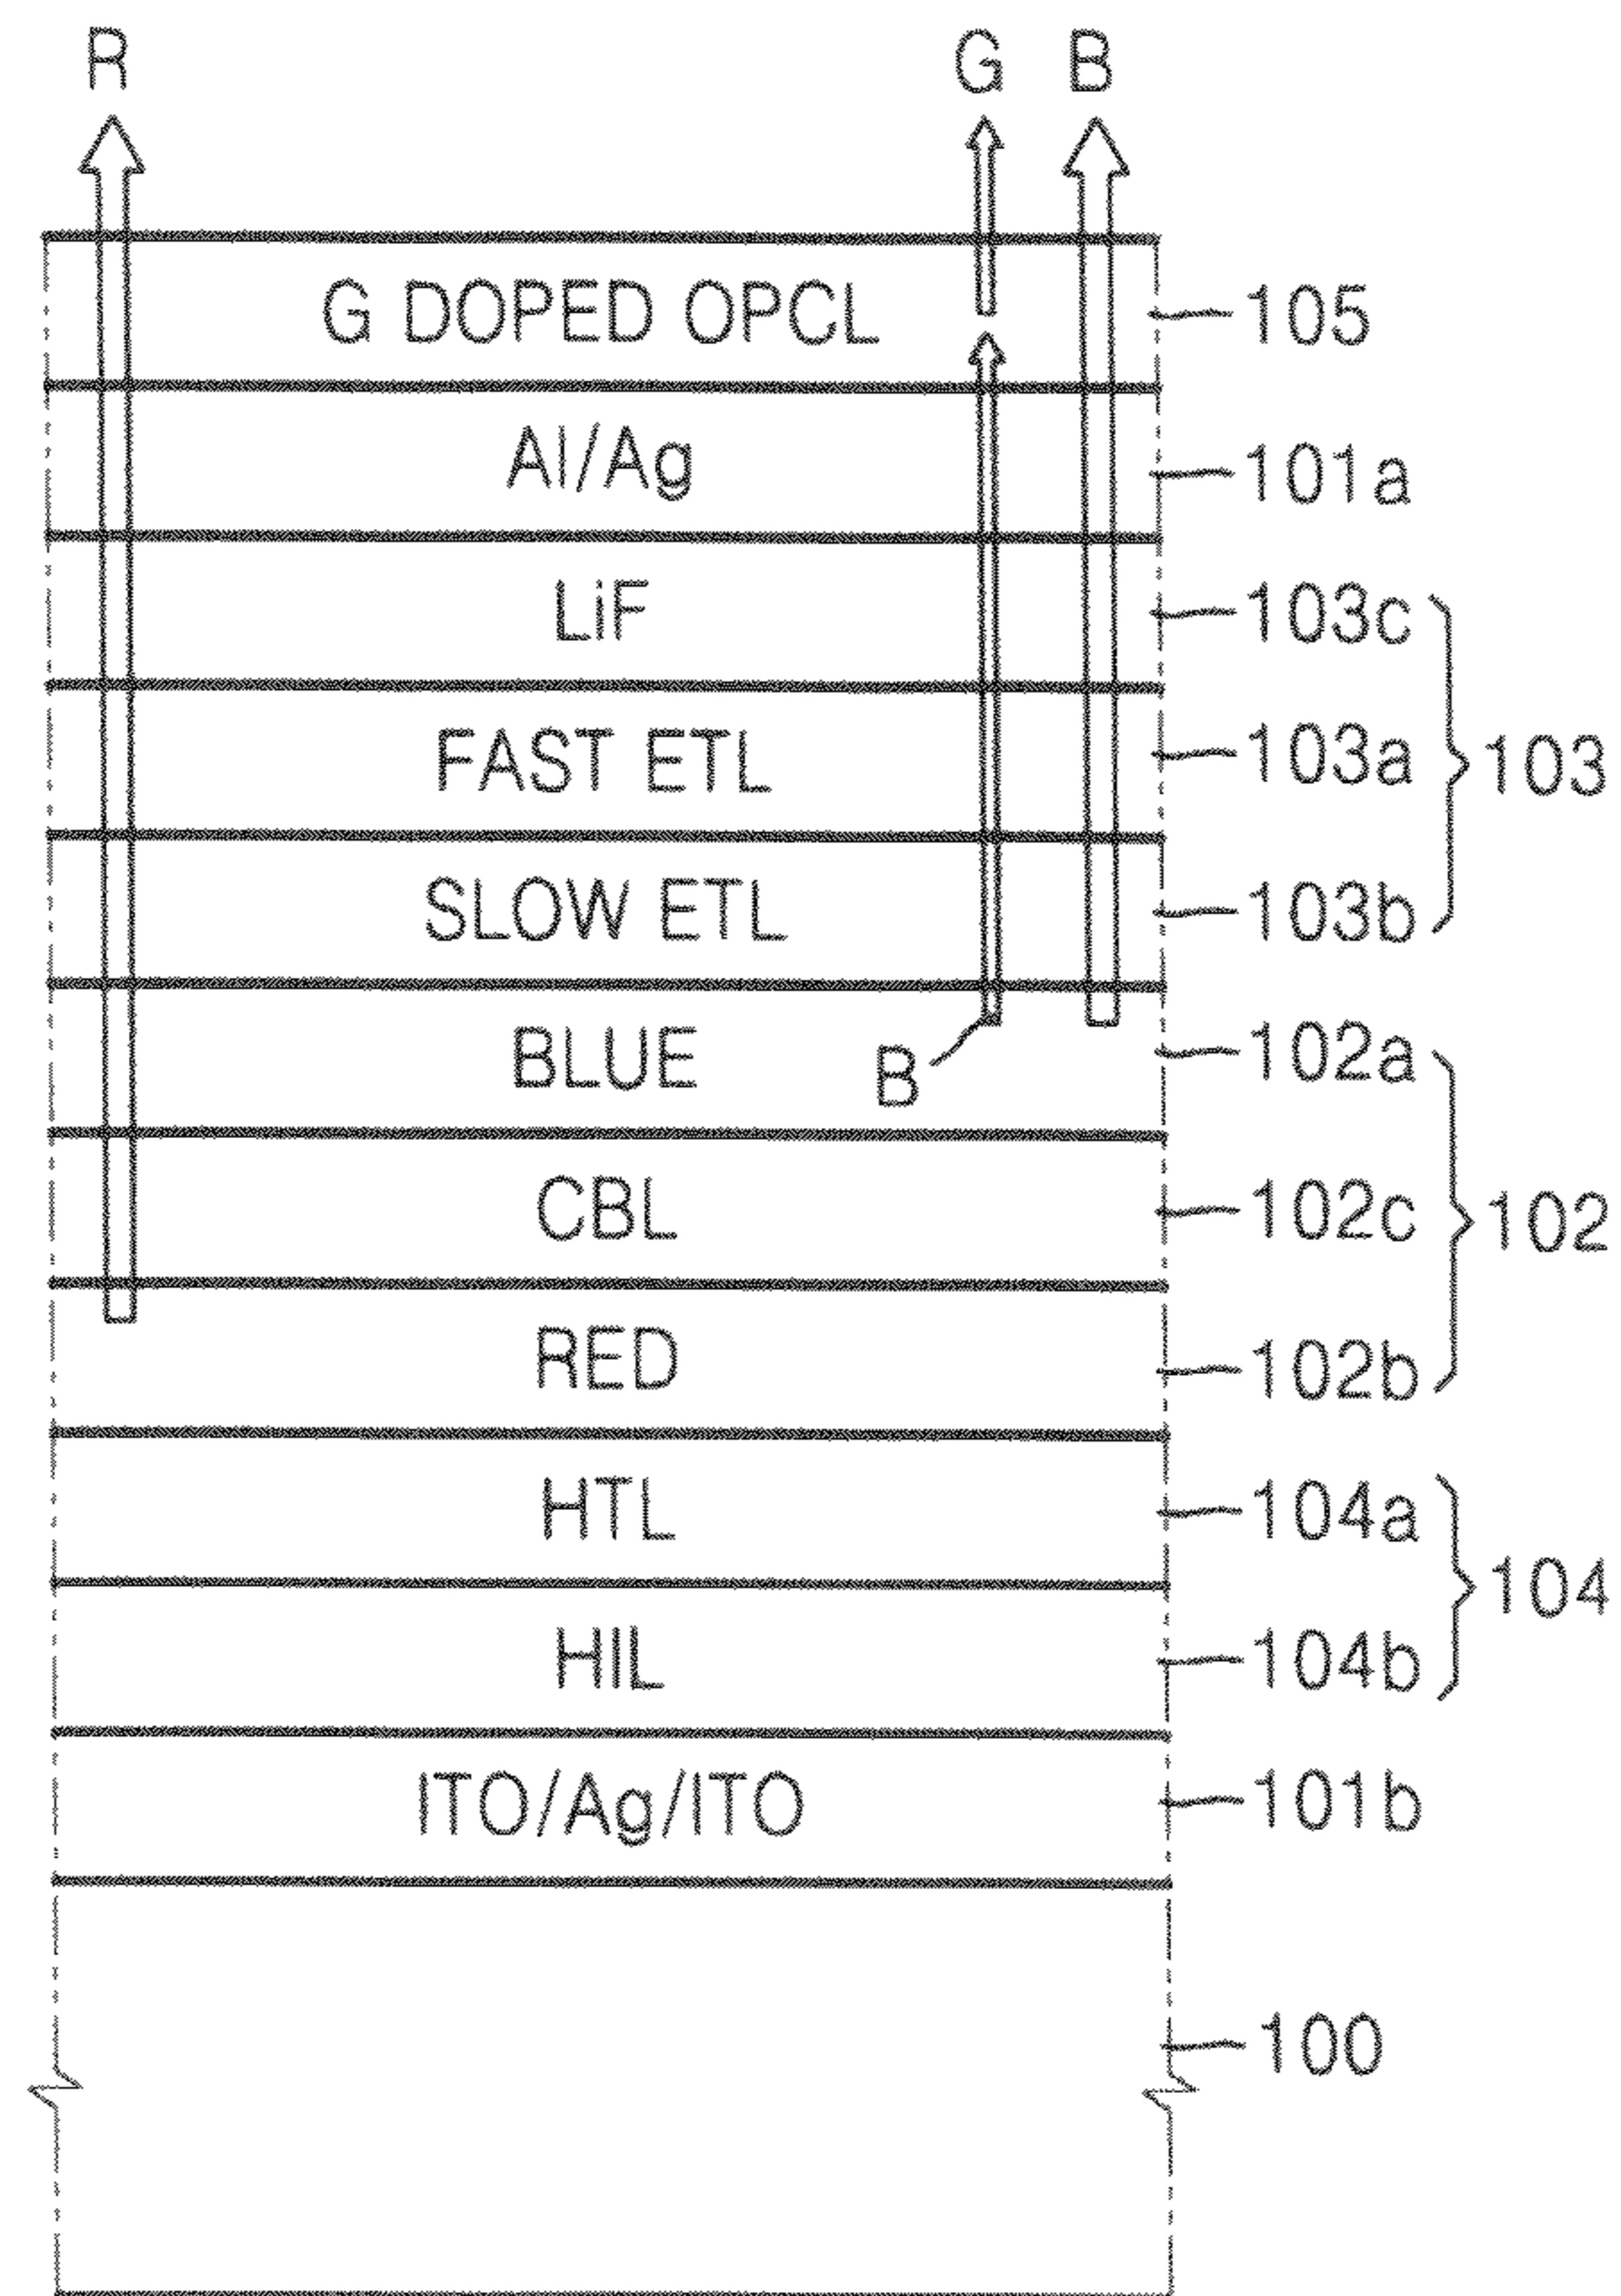 R G B
G DOPED OPCL 105
Al/Ag 101a
LiF 103c
FAST ETL 103a 103
SLOW ETL 103b
BLUE B 102a
CBL 102c 102
RED 102b
HTL 104a
104
HIL 104b
ITO/Ag/ITO 101b
100